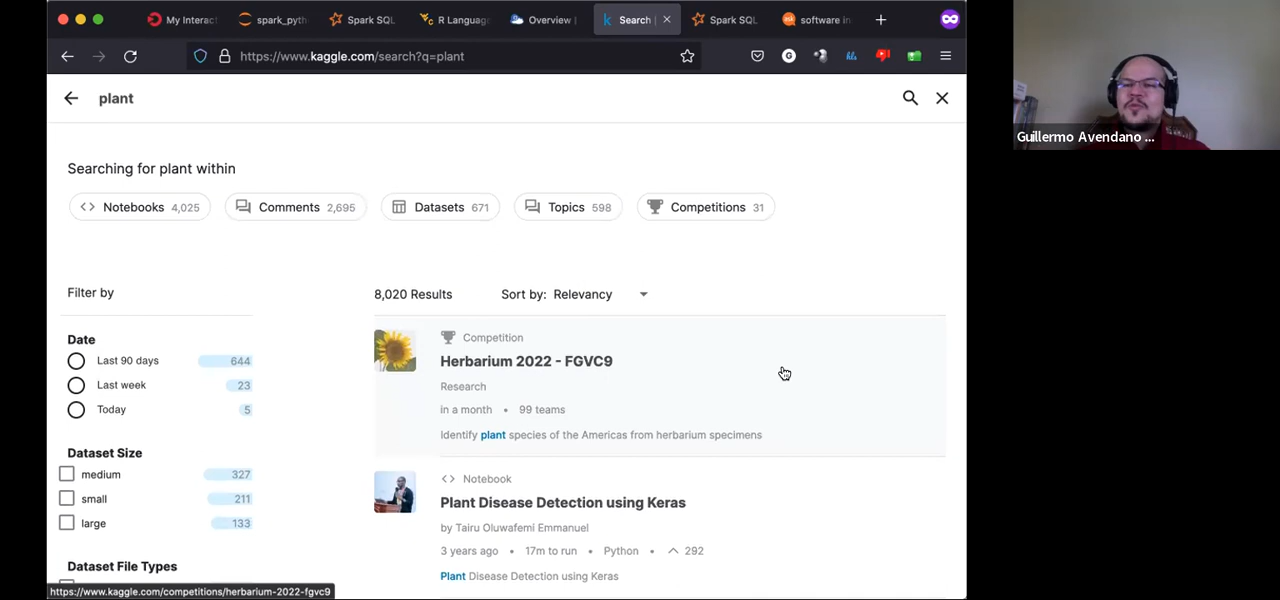 My Interact
spark_pyth
Spark SQL
R Language
Overview |
Search |
Spark SQL
software in
https://www.kaggle.com/search?q=plant
plant
Searching for plant within
Notebooks 4,025
Comments 2,695
Datasets 671
Topics 598
Competitions 31
Filter by
8,020 Results
Sort by: Relevancy
Date
Last 90 days 644
Last week 23
Today 5
Dataset Size
medium 327
small 211
large 133
Dataset File Types
Competition
Herbarium 2022 - FGVC9
Research
in a month • 99 teams
Identify plant species of the Americas from herbarium specimens
Notebook
Plant Disease Detection using Keras
by Tairu Oluwafemi Emmanuel
3 years ago • 17m to run • Python • 292
Plant Disease Detection using Keras
https://www.kaggle.com/competitions/herbarium-2022-fgvc9
Guillermo Avendano ...